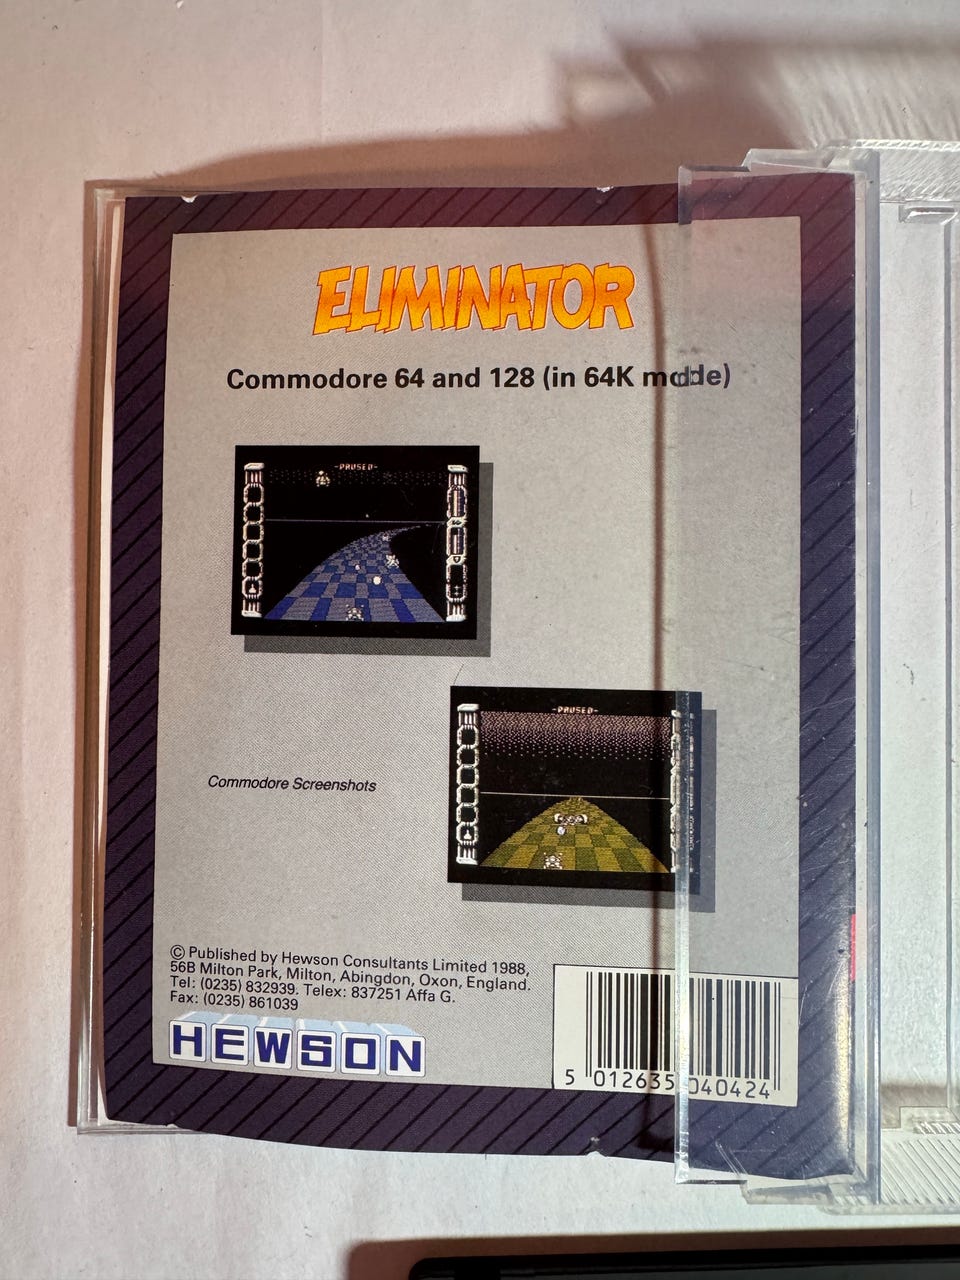 ELIMINATOR
Commodore 64 and 128 (in 64K mode)
-PAUSED-
-PAUSED-
Commodore Screenshots
© Published by Hewson Consultants Limited 1988,
56B Milton Park, Milton, Abingdon, Oxon, England.
Tel: (0235) 832939. Telex: 837251 Affa G.
Fax: (0235) 861039
HEWSON
5 012635 040424